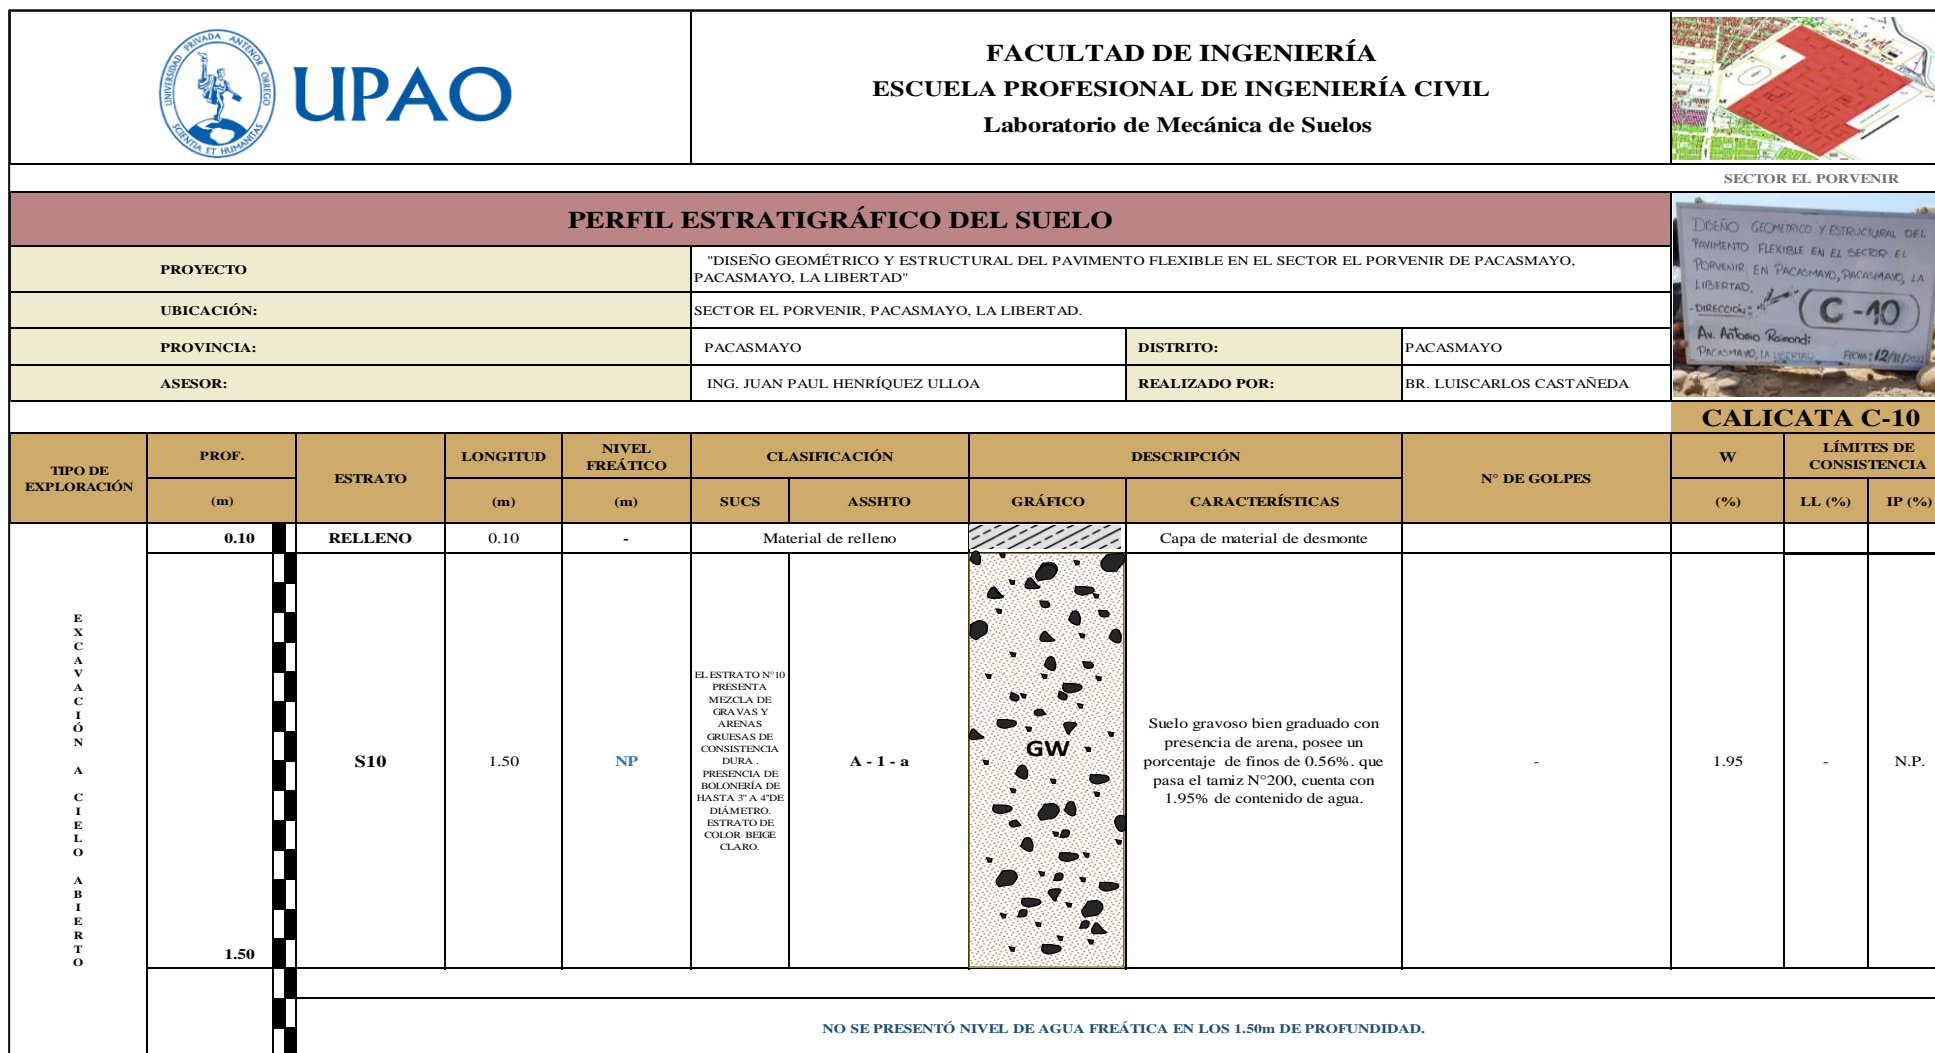 UNIVERSIDAD PRIVADA ANTENOR ORREGO
SCIENTIA ET HUMANITAS
UPAO
FACULTAD DE INGENIERÍA
ESCUELA PROFESIONAL DE INGENIERÍA CIVIL
Laboratorio de Mecánica de Suelos
SECTOR EL PORVENIR
PERFIL ESTRATIGRÁFICO DEL SUELO
PROYECTO
"DISEÑO GEOMÉTRICO Y ESTRUCTURAL DEL PAVIMENTO FLEXIBLE EN EL SECTOR EL PORVENIR DE PACASMAYO,
PACASMAYO, LA LIBERTAD"
UBICACIÓN:
SECTOR EL PORVENIR, PACASMAYO, LA LIBERTAD.
PROVINCIA:
PACASMAYO
DISTRITO:
PACASMAYO
ASESOR:
ING. JUAN PAUL HENRÍQUEZ ULLOA
REALIZADO POR:
BR. LUISCARLOS CASTAÑEDA
DISEÑO GEOMÉTRICO Y ESTRUCTURAL DEL
PAVIMENTO FLEXIBLE EN EL SECTOR EL
PORVENIR EN PACASMAYO, PACASMAYO, LA
LIBERTAD.
-DIRECCIÓN:
C-10
Av. Antonio Raimondi
PACASMAYO, LA LIBERTAD FECHA: 12/11/2022
CALICATA C-10
TIPO DE
EXPLORACIÓN
PROF.
(m)
ESTRATO
LONGITUD
(m)
NIVEL
FREÁTICO
(m)
CLASIFICACIÓN
SUCS
ASSHTO
DESCRIPCIÓN
GRÁFICO
CARACTERÍSTICAS
N° DE GOLPES
W
(%)
LÍMITES DE
CONSISTENCIA
LL (%)
IP (%)
EXCAVACIÓN A CIELO ABIERTO
0.10
RELLENO
0.10
-
Material de relleno
Capa de material de desmonte
1.50
S10
1.50
NP
EL ESTRATO N°10
PRESENTA
MEZCLA DE
GRAVAS Y
ARENAS
GRUESAS DE
CONSISTENCIA
DURA .
PRESENCIA DE
BOLONERÍA DE
HASTA 3" A 4"DE
DIÁMETRO.
ESTRATO DE
COLOR BEIGE
CLARO.
A - 1 - a
GW
Suelo gravoso bien graduado con
presencia de arena, posee un
porcentaje de finos de 0.56%. que
pasa el tamiz N°200, cuenta con
1.95% de contenido de agua.
-
1.95
-
N.P.
NO SE PRESENTÓ NIVEL DE AGUA FREÁTICA EN LOS 1.50m DE PROFUNDIDAD.